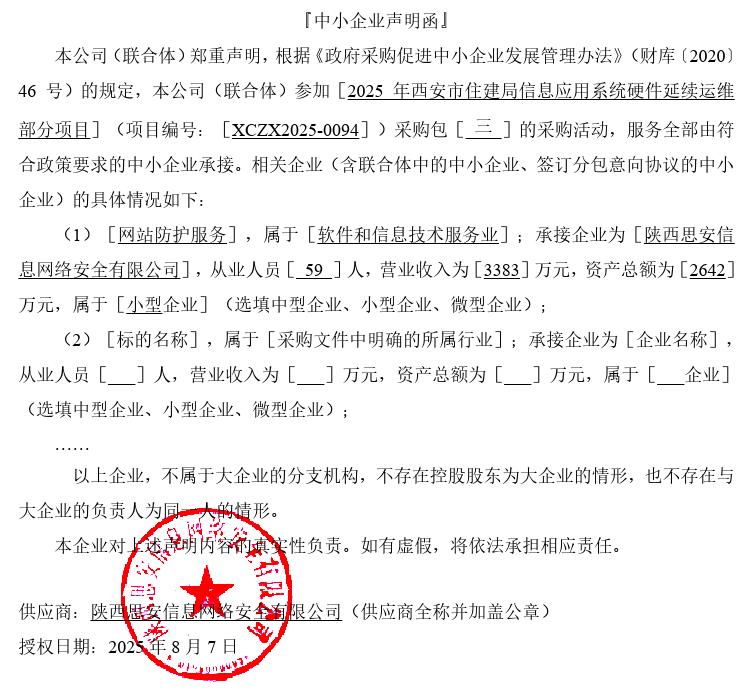 『中小企业声明函』
本公司（联合体）郑重声明，根据《政府采购促进中小企业发展管理办法》（财库〔2020〕
46 号）的规定，本公司（联合体）参加［2025 年西安市住建局信息应用系统硬件延续运维
部分项目］（项目编号：［XCZX2025-0094］）采购包［ 三 ］的采购活动，服务全部由符
合政策要求的中小企业承接。相关企业（含联合体中的中小企业、签订分包意向协议的中小
企业）的具体情况如下：
（1）［网站防护服务］，属于［软件和信息技术服务业］；承接企业为［陕西思安信
息网络安全有限公司］，从业人员［ 59 ］人，营业收入为［3383］万元，资产总额为［2642］
万元，属于［小型企业］（选填中型企业、小型企业、微型企业）；
（2）［标的名称］，属于［采购文件中明确的所属行业］；承接企业为［企业名称］，
从业人员［___］人，营业收入为［___］万元，资产总额为［___］万元，属于［___企业］
（选填中型企业、小型企业、微型企业）；
……
以上企业，不属于大企业的分支机构，不存在控股股东为大企业的情形，也不存在与
大企业的负责人为同一人的情形。
本企业对上述声明内容的真实性负责。如有虚假，将依法承担相应责任。
供应商：陕西思安信息网络安全有限公司（供应商全称并加盖公章）
授权日期：2025 年 8 月 7 日
陕西思安信息网络安全有限公司